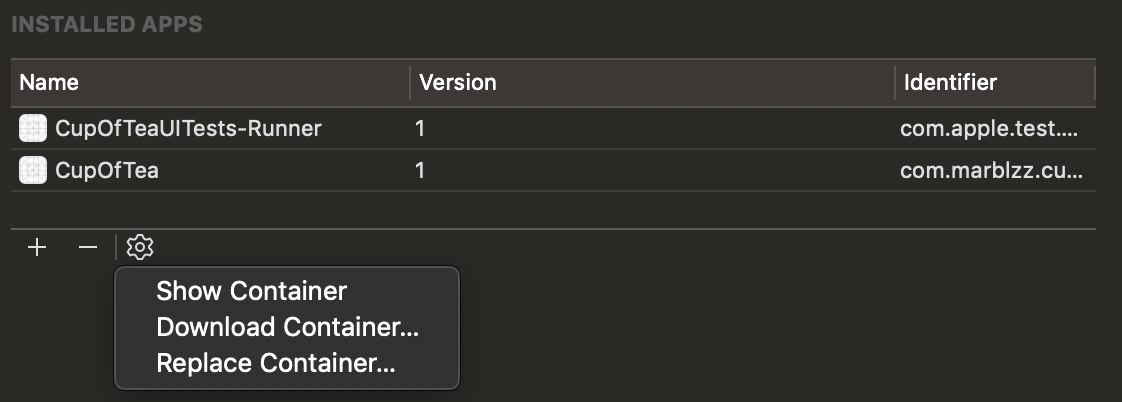 INSTALLED APPS
Name Version Identifier
CupOfTeaUITests-Runner 1 com.apple.test....
CupOfTea 1 com.marblzz.cu...
Show Container
Download Container...
Replace Container...